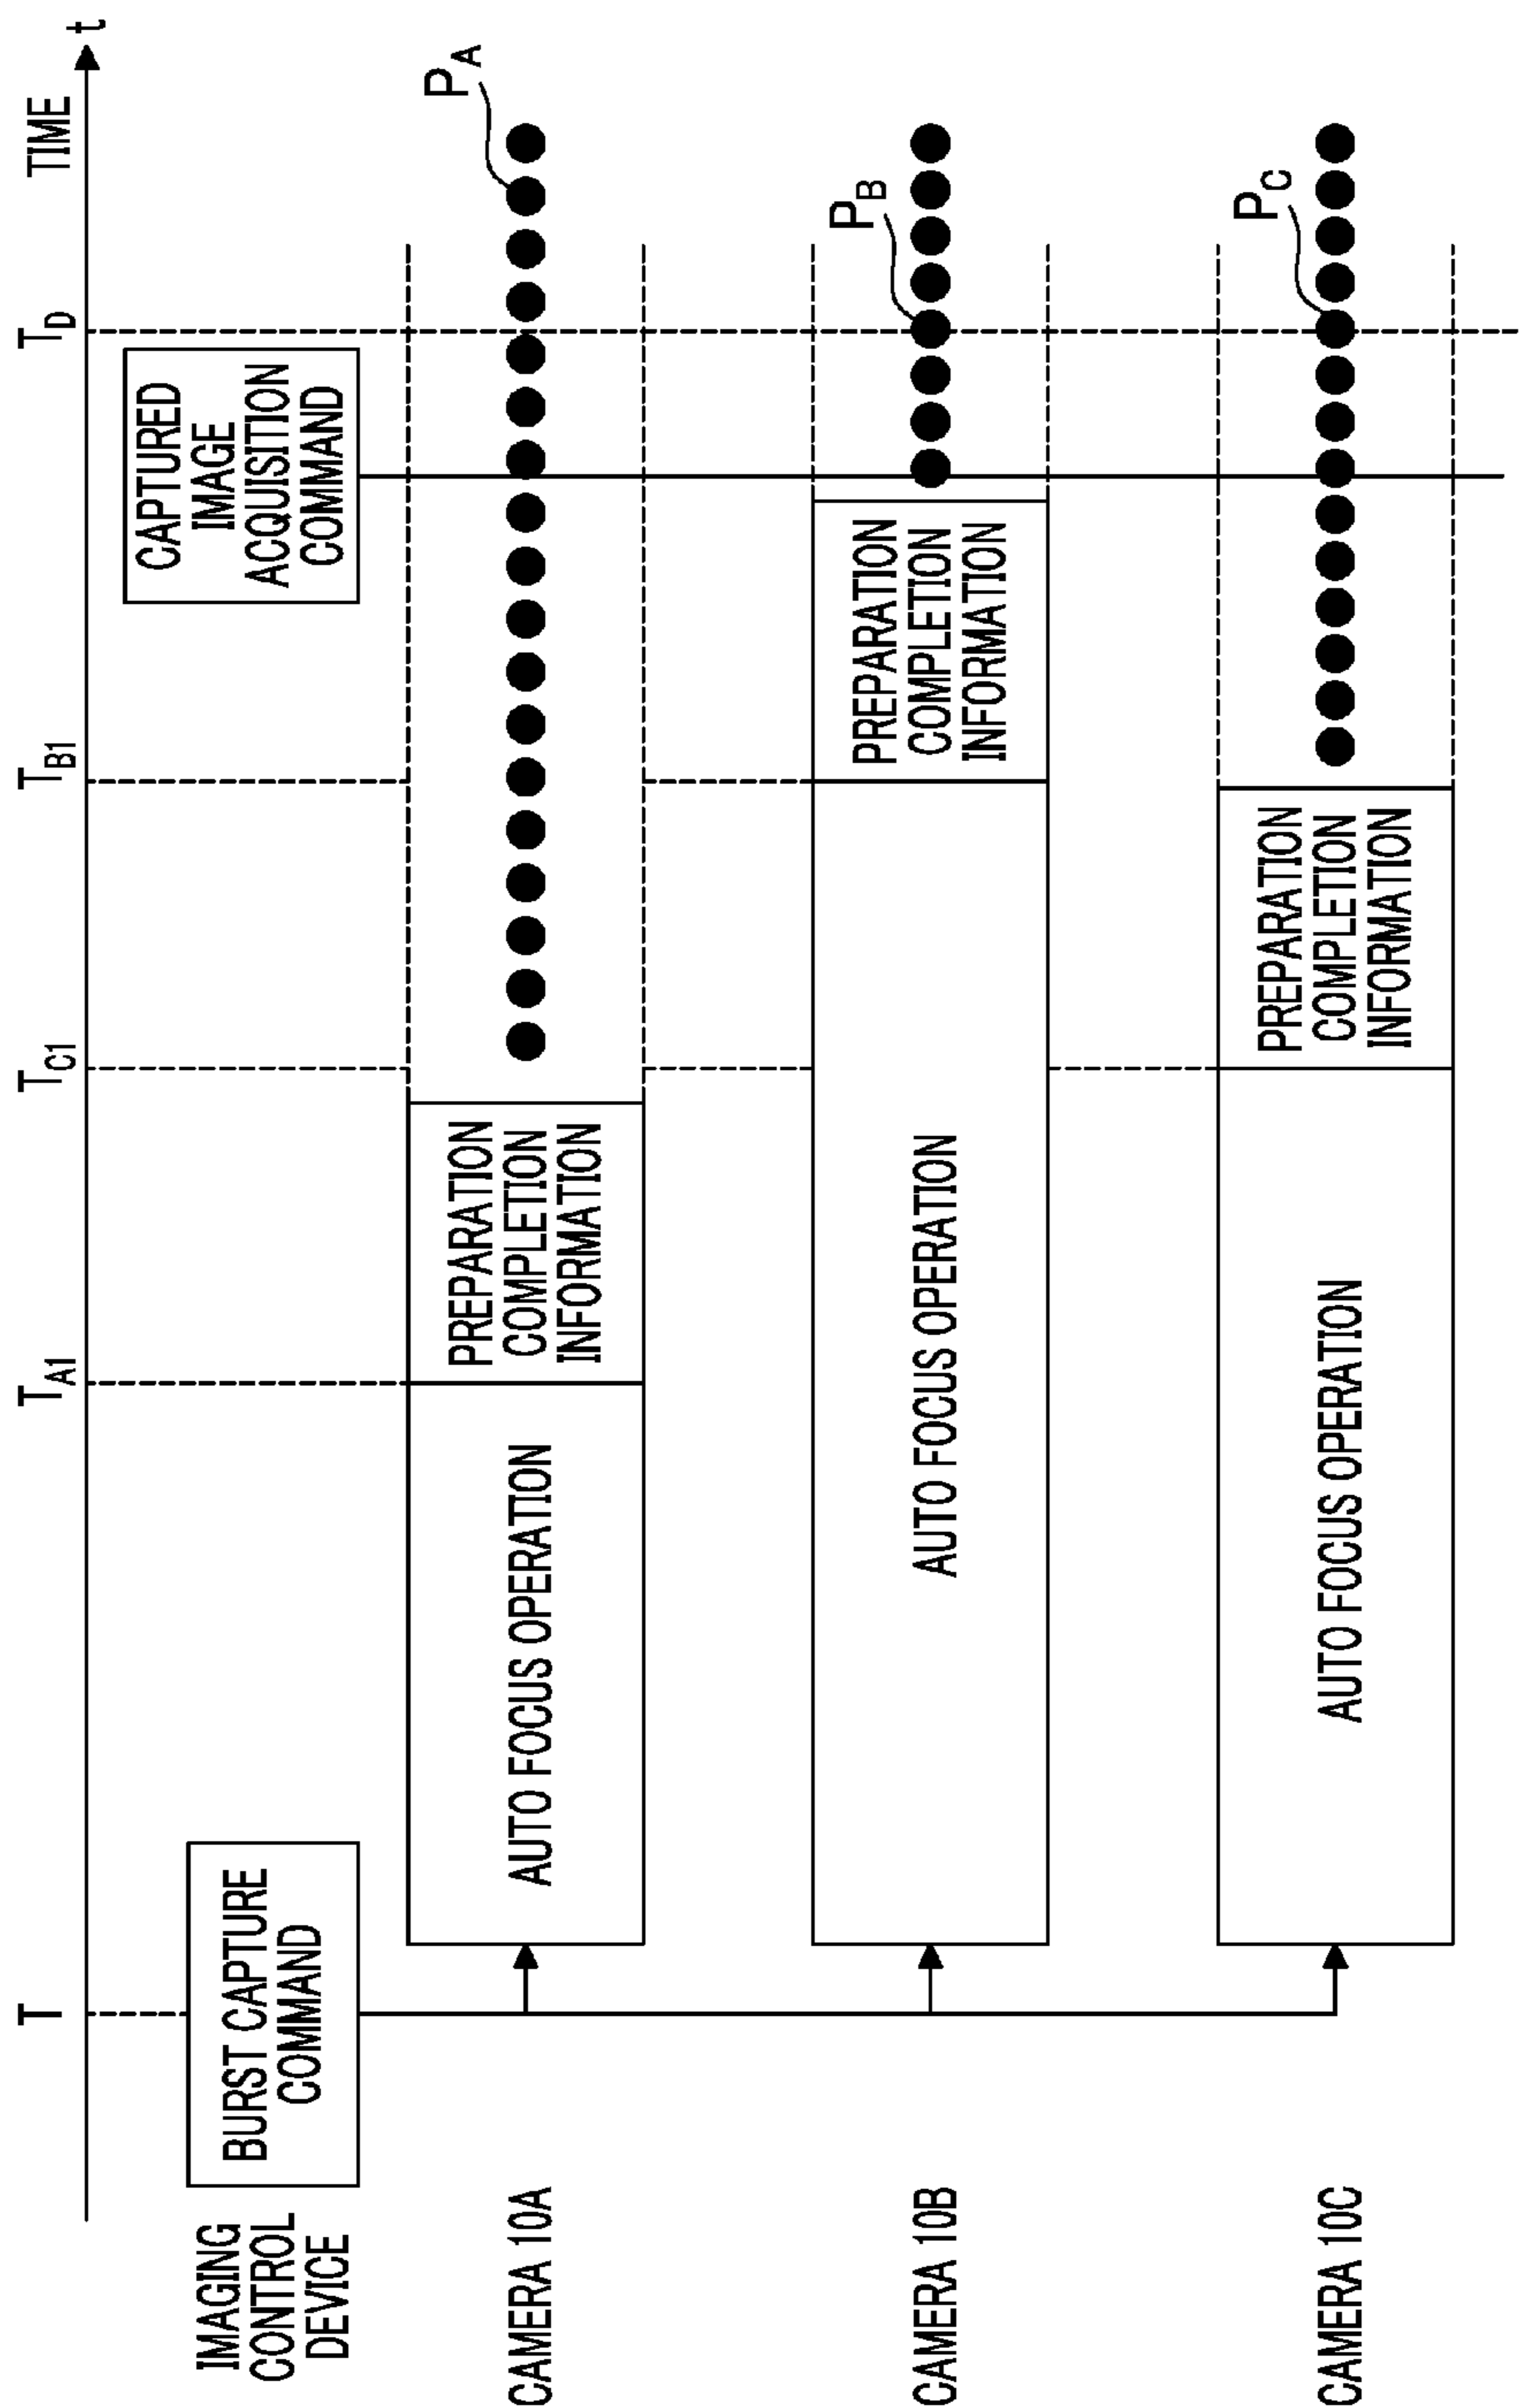 TIME
t
T
T_A1
T_C1
T_B1
T_D
IMAGING
CONTROL
DEVICE
BURST CAPTURE
COMMAND
CAPTURED
IMAGE
ACQUISITION
COMMAND
CAMERA 10A
AUTO FOCUS OPERATION
PREPARATION
COMPLETION
INFORMATION
P_A
CAMERA 10B
AUTO FOCUS OPERATION
PREPARATION
COMPLETION
INFORMATION
P_B
CAMERA 10C
AUTO FOCUS OPERATION
PREPARATION
COMPLETION
INFORMATION
P_C